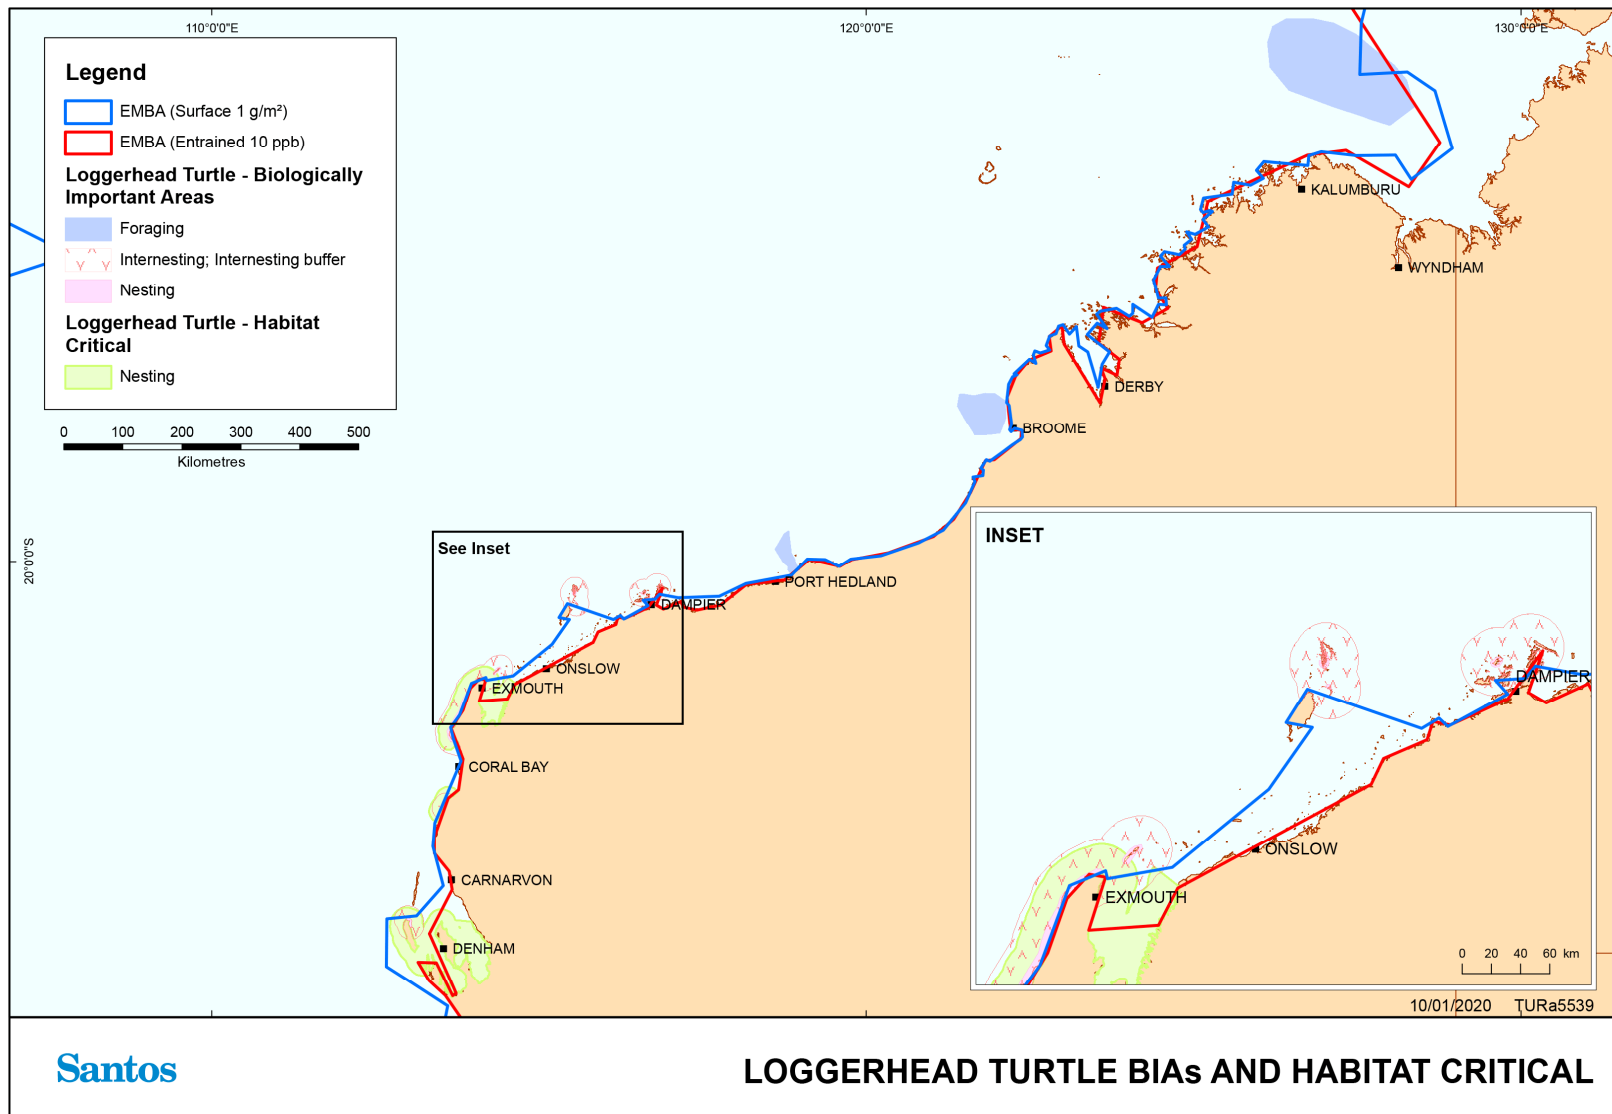 110°0'0"E
120°0'0"E
130°0'0"E
Legend
EMBA (Surface 1 g/m²)
EMBA (Entrained 10 ppb)
Loggerhead Turtle - Biologically
Important Areas
Foraging
Internesting; Internesting buffer
Nesting
Loggerhead Turtle - Habitat
Critical
Nesting
0 100 200 300 400 500
Kilometres
20°0'0"S
KALUMBURU
WYNDHAM
DERBY
BROOME
See Inset
PORT HEDLAND
DAMPIER
ONSLOW
EXMOUTH
CORAL BAY
CARNARVON
DENHAM
INSET
DAMPIER
ONSLOW
EXMOUTH
0 20 40 60 km
10/01/2020 TURa5539
Santos
LOGGERHEAD TURTLE BIAs AND HABITAT CRITICAL